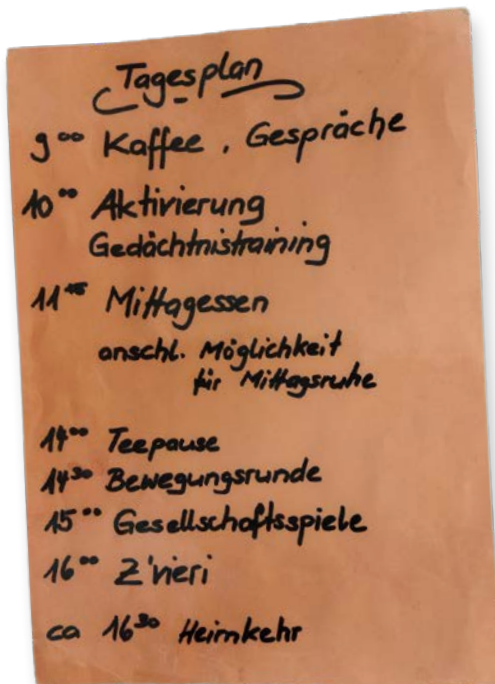 Tagesplan
9⁰⁰ Kaffee, Gespräche
10⁰⁰ Aktivierung
Gedächtnistraining
11⁴⁵ Mittagessen
anschl. Möglichkeit
für Mittagsruhe
14⁰⁰ Teepause
14³⁰ Bewegungsrunde
15⁰⁰ Gesellschaftsspiele
16⁰⁰ Z'vieri
ca 16³⁰ Heimkehr